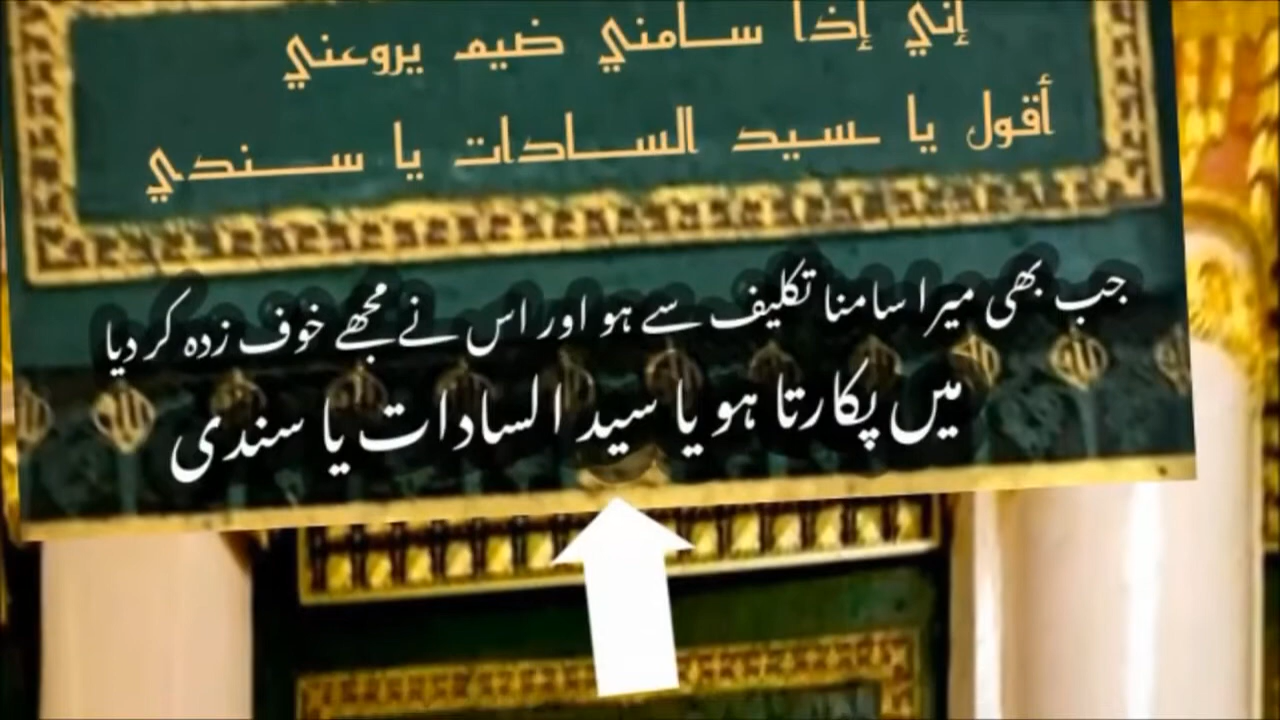 إني إذا سامني ضيم يروعني
أقول يا سيد السادات يا سندي
جب بھی میرا سامنا تکلیف سے ہو اور اس نے مجھے خوف زدہ کر دیا
میں پکارتا ہو یا سید السادات یا سندی